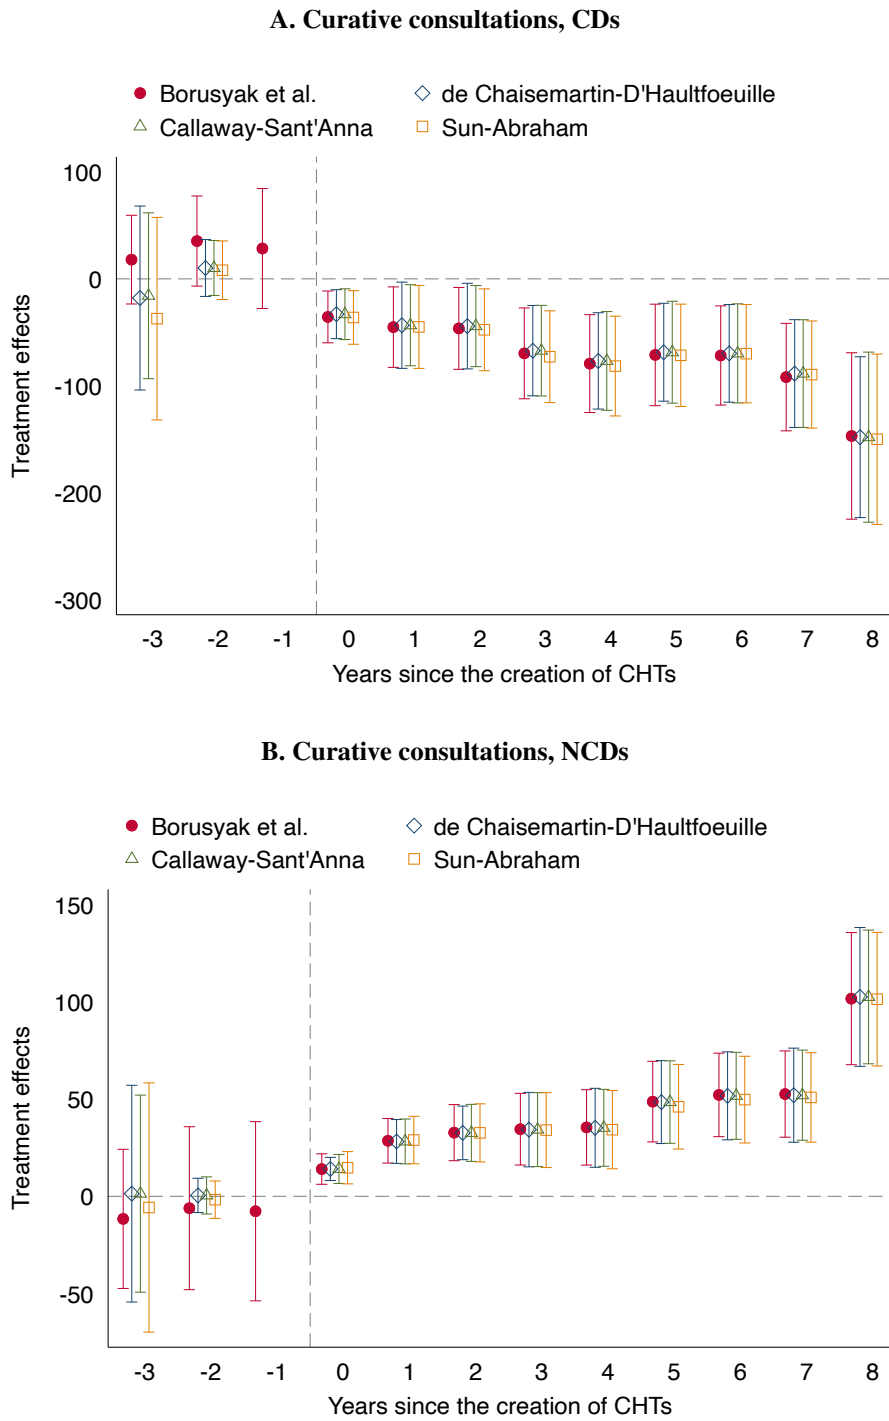 A. Curative consultations, CDs
Borusyak et al.
de Chaisemartin-D'Haultfoeuille
Callaway-Sant'Anna
Sun-Abraham
Treatment effects
100
0
-100
-200
-300
-3 -2 -1 0 1 2 3 4 5 6 7 8
Years since the creation of CHTs
B. Curative consultations, NCDs
Borusyak et al.
de Chaisemartin-D'Haultfoeuille
Callaway-Sant'Anna
Sun-Abraham
Treatment effects
150
100
50
0
-50
-3 -2 -1 0 1 2 3 4 5 6 7 8
Years since the creation of CHTs